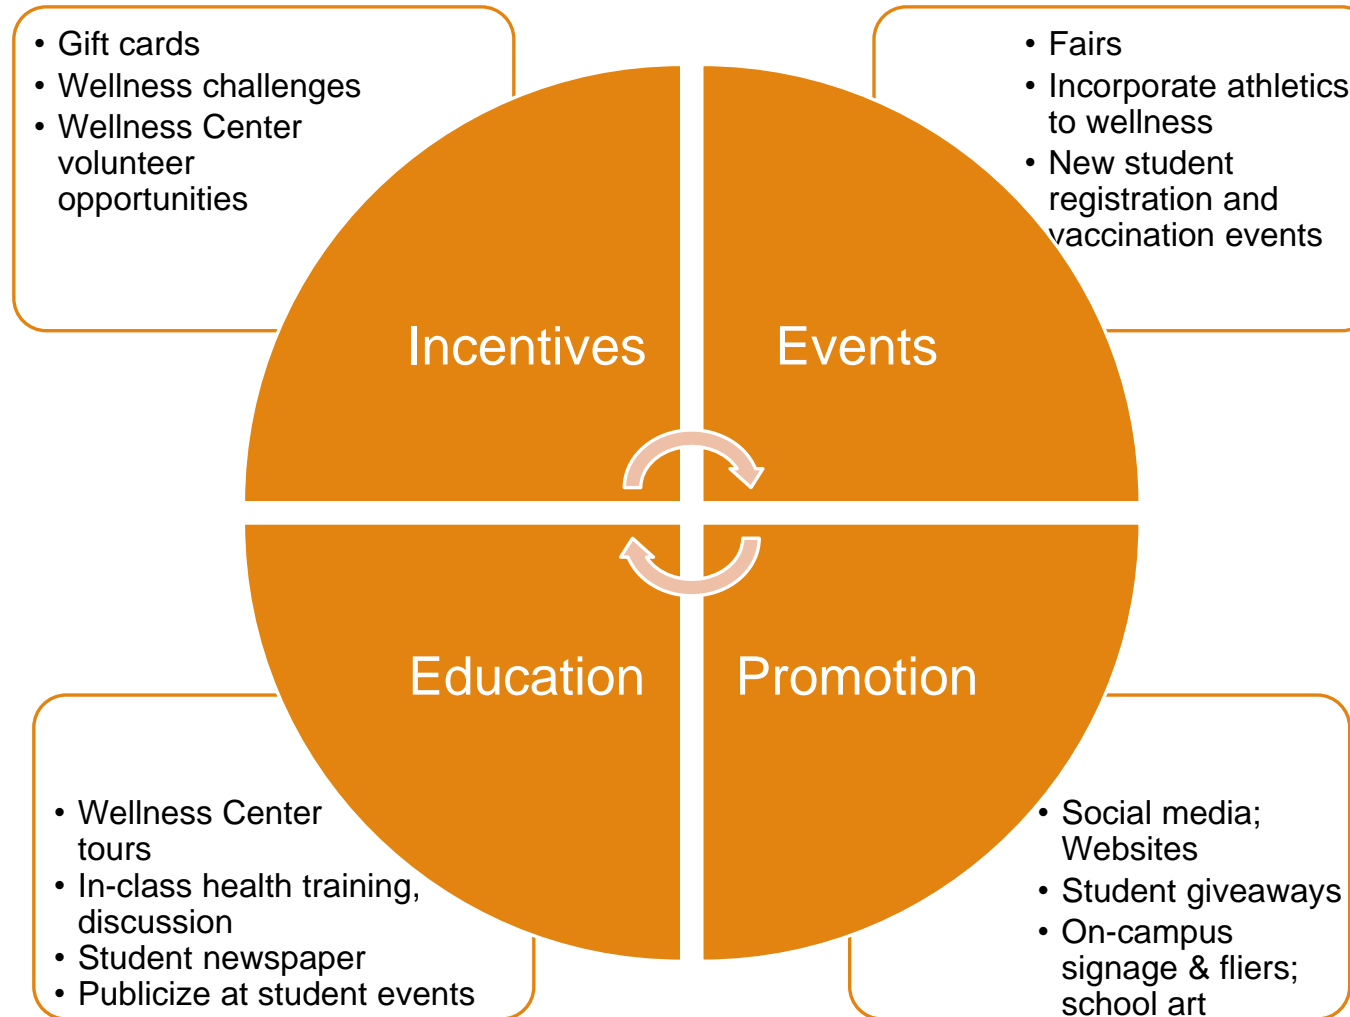 • Gift cards
• Wellness challenges
• Wellness Center
volunteer
opportunities
• Fairs
• Incorporate athletics
to wellness
• New student
registration and
vaccination events
Incentives
Events
Education
Promotion
• Wellness Center
tours
• In-class health training,
discussion
• Student newspaper
• Publicize at student events
• Social media;
Websites
• Student giveaways
• On-campus
signage & fliers;
school art